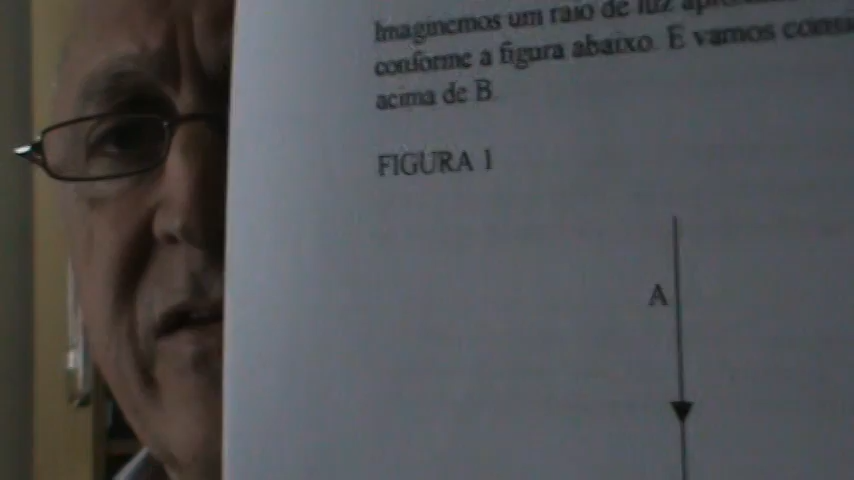 Imaginemos um raio de luz
conforme a figura abaixo. E vamos
acima de B.
FIGURA 1
A